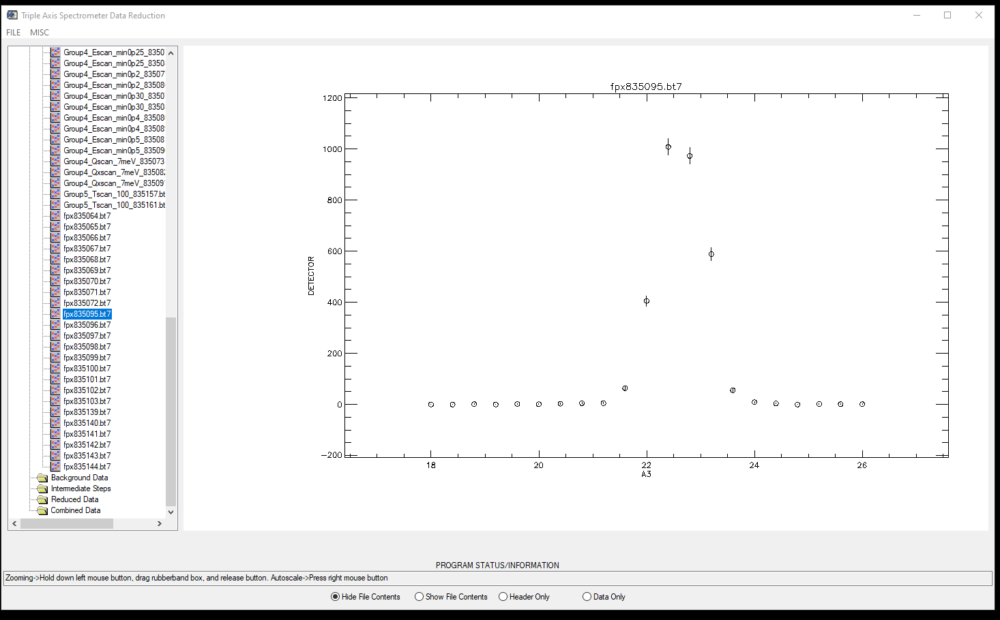 Triple Axis Spectrometer Data Reduction
FILE MISC
Group4_Escan_min0p25_8350
Group4_Escan_min0p25_8350
Group4_Escan_min0p2_83507
Group4_Escan_min0p2_83508
Group4_Escan_min0p30_8350
Group4_Escan_min0p30_8350
Group4_Escan_min0p4_83508
Group4_Escan_min0p4_83508
Group4_Escan_min0p5_83508
Group4_Escan_min0p5_83509
Group4_Qscan_7meV_835073
Group4_Qxscan_7meV_83508
Group4_Qxscan_7meV_83509
Group5_Tscan_100_835157.bt
Group5_Tscan_100_835161.bt
fpx835064.bt7
fpx835065.bt7
fpx835066.bt7
fpx835067.bt7
fpx835068.bt7
fpx835069.bt7
fpx835070.bt7
fpx835071.bt7
fpx835072.bt7
fpx835095.bt7
fpx835096.bt7
fpx835097.bt7
fpx835098.bt7
fpx835099.bt7
fpx835100.bt7
fpx835101.bt7
fpx835102.bt7
fpx835103.bt7
fpx835139.bt7
fpx835140.bt7
fpx835141.bt7
fpx835142.bt7
fpx835143.bt7
fpx835144.bt7
Background Data
Intermediate Steps
Reduced Data
Combined Data
fpx835095.bt7
1200
1000
800
600
400
200
0
-200
DETECTOR
18 20 22 24 26
A3
PROGRAM STATUS/INFORMATION
Zooming->Hold down left mouse button, drag rubberband box, and release button. Autoscale->Press right mouse button
Hide File Contents Show File Contents Header Only Data Only